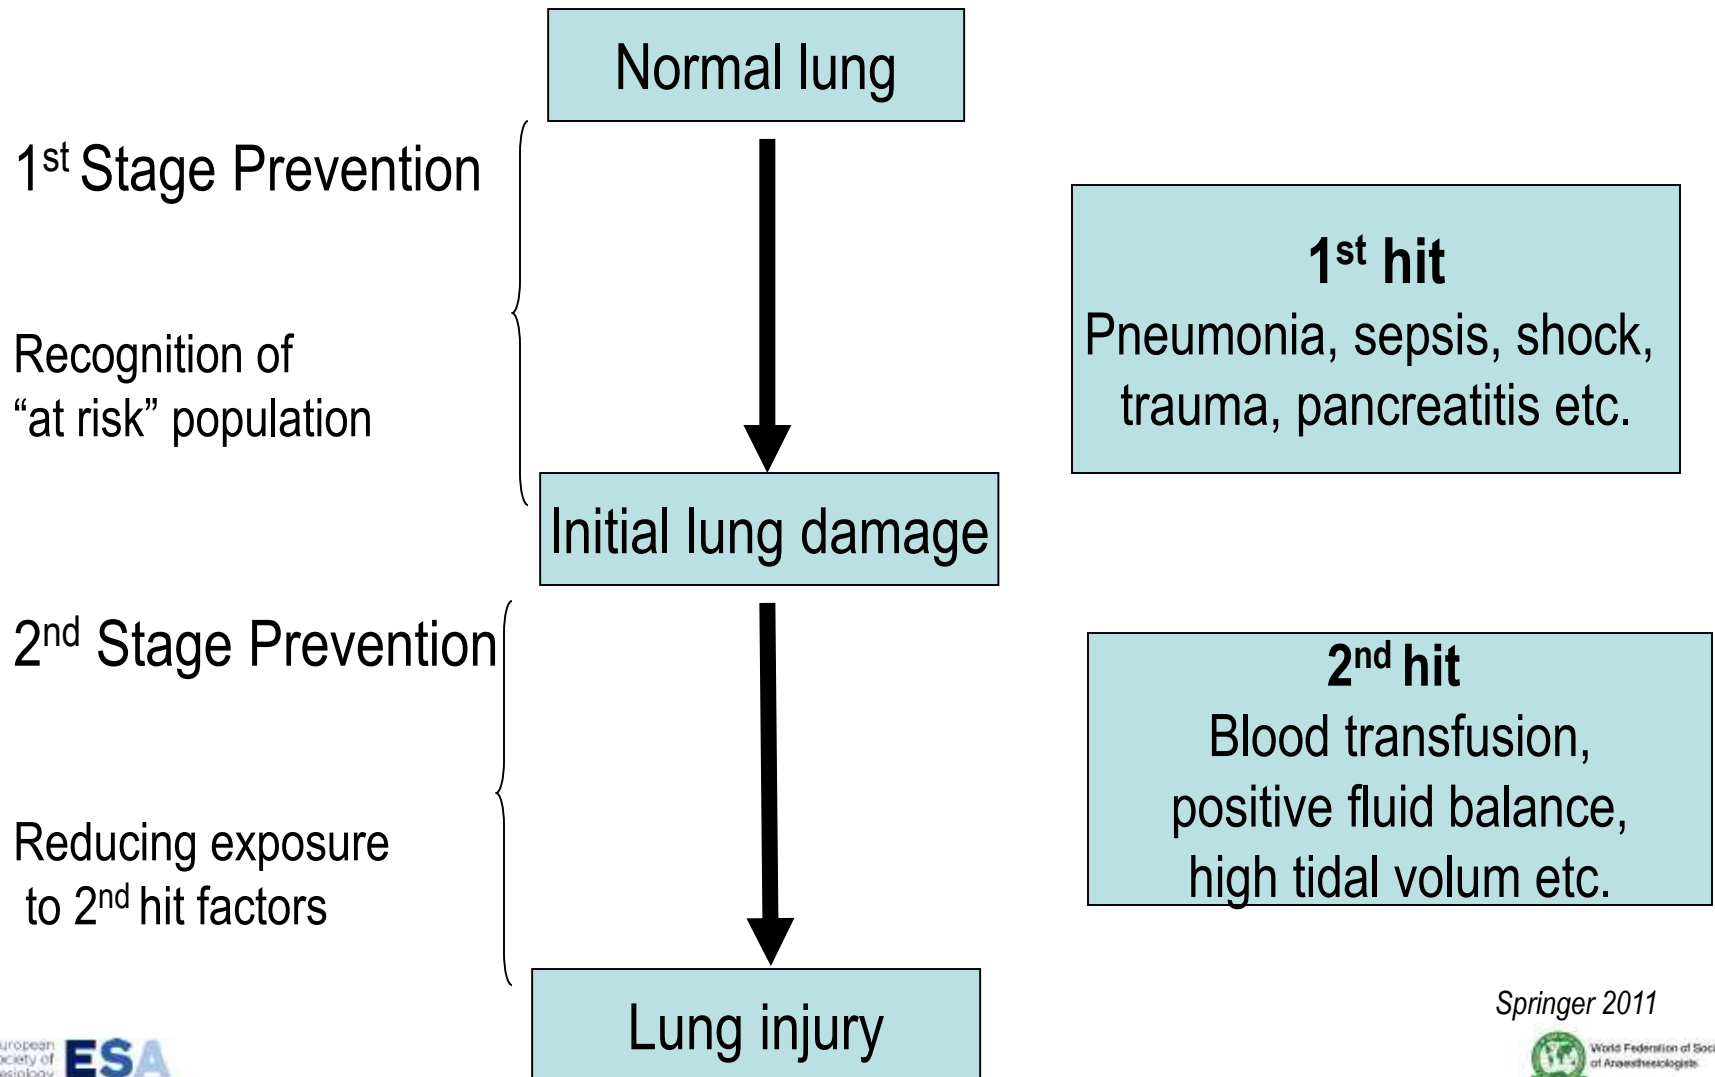 Normal lung
1st Stage Prevention
Recognition of
“at risk” population
1st hit
Pneumonia, sepsis, shock,
trauma, pancreatitis etc.
Initial lung damage
2nd Stage Prevention
Reducing exposure
to 2nd hit factors
2nd hit
Blood transfusion,
positive fluid balance,
high tidal volum etc.
Lung injury
Springer 2011
ESA
World Federation of Soci
of Anaesthesiologists